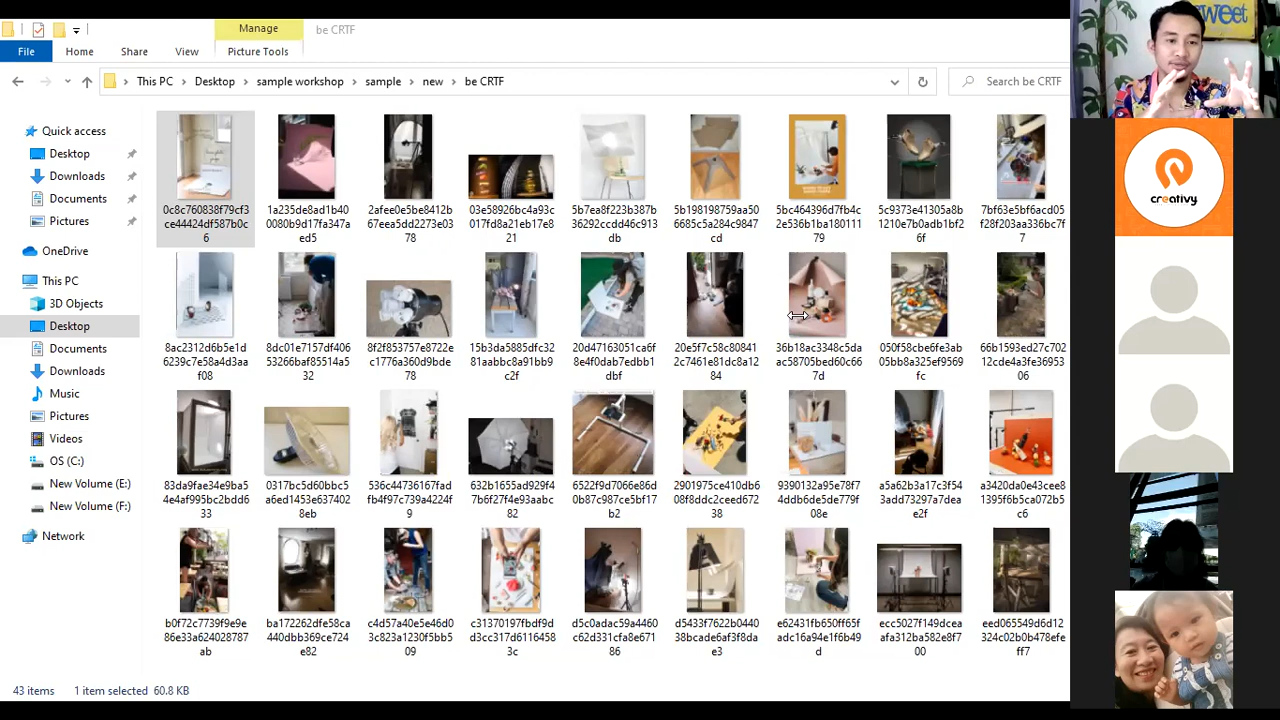 Manage
be CRTF
File
Home
Share
View
Picture Tools
This PC
Desktop
sample workshop
sample
new
be CRTF
Search be CRTF
Quick access
Desktop
Downloads
Documents
Pictures
OneDrive
This PC
3D Objects
Desktop
Documents
Downloads
Music
Pictures
Videos
OS (C:)
New Volume (E:)
New Volume (F:)
Network
0c8c760838f79cf3
ce44424df587b0c
6
1a235de8ad1b40
0080b9d17fa347a
ed5
2afee0e5be8412b
67eea5dd2273e03
78
03e58926bc4a93c
017fd8a21eb17e8
21
5b7ea8f223b387b
36292ccdd46c913
db
5b198198759aa50
6685c5a284c9847
cd
5bc464396d7fb4c
2e536b1ba180111
79
5c9373e41305a8b
1210e7b0adb1bf2
6f
7bf63e5bf6acd05
f28f203aa336bc7f
7
8ac2312d6b5e1d
6239c7e58a4d3aa
f08
8dc01e7157df406
53266baf85514a5
32
8f2f853757e8722e
c1776a360d9bde
78
15b3da5885dfc32
81aabbc8a91bb9
c2f
20d47163051ca6f
8e4f0dab7edbb1
dbf
20e5f7c58c80841
2c7461e81dc8a12
84
36b18ac3348c5da
ac58705bed60c66
7d
050f58cbe6fe3ab
05bb8a325ef9569
fc
66b1593ed27c702
12cde4a3fe36953
06
83da9fae34e9ba5
4e4af995bc2bdd6
33
0317bc5d60bbc5
a6ed1453e637402
8eb
536c44736167fad
fb4f97c739a4224f
9
632b1655ad929f4
7b6f27f4e93aabc
82
6522f9d7066e86d
0b87c987ce5bf17
b2
2901975ce410db6
08f8ddc2ceed672
38
9390132a95e78f7
4ddb6de5de779f
08e
a5a62b3a17c3f54
3add73297a7dea
e2f
a3420da0e43cee8
1395f6b5ca072b5
c6
b0f72c7739f9e9e
86e33a624028787
ab
ba172262dfe58ca
440dbb369ce724
e82
c4d57a40e5e46d0
03c823a1230f5bb5
09
c31370197fbdf9d
d3cc317d6116458
3c
d5c0adac59a4460
c62d331cfa8e671
86
d5433f7622b0440
38bcade6af3f8da
e3
e62431fb650ff65f
adc16a94e1f6b49
d
ecc5027f149dcea
afa312ba582e8f7
00
eed065549d6d12
324c02b0b478efe
ff7
43 items
1 item selected
60.8 KB
sweet
creativy